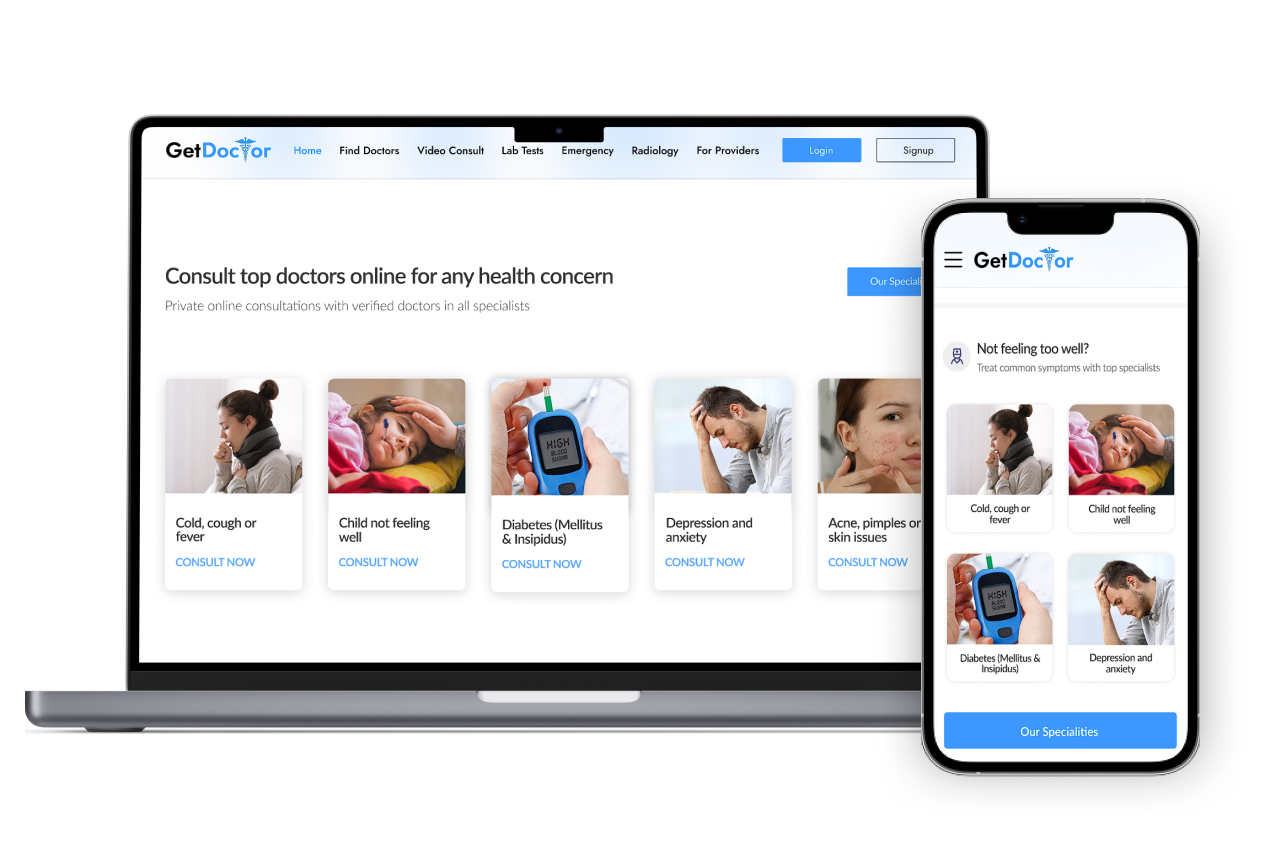 GetDoctor
Home Find Doctors Video Consult Lab Tests Emergency Radiology For Providers Login Signup
Consult top doctors online for any health concern
Private online consultations with verified doctors in all specialists
Our Speciali
HIGH
BLOOD
SUGAR
Cold, cough or
fever
CONSULT NOW
Child not feeling
well
CONSULT NOW
Diabetes (Mellitus
& Insipidus)
CONSULT NOW
Depression and
anxiety
CONSULT NOW
Acne, pimples or
skin issues
CONSULT NOW
GetDoctor
Not feeling too well?
Treat common symptoms with top specialists
Cold, cough or
fever
Child not feeling
well
HIGH
BLOOD
SUGAR
Diabetes (Mellitus &
Insipidus)
Depression and
anxiety
Our Specialities